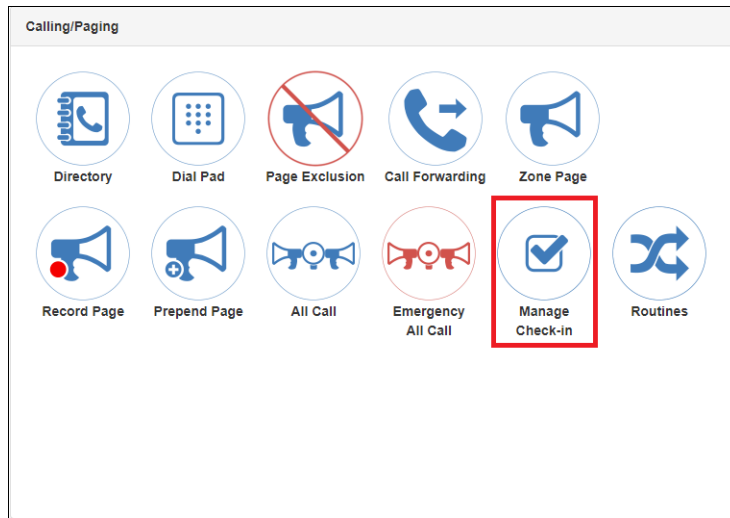 Calling/Paging
Directory
Dial Pad
Page Exclusion
Call Forwarding
Zone Page
Record Page
Prepend Page
All Call
Emergency
All Call
Manage
Check-in
Routines